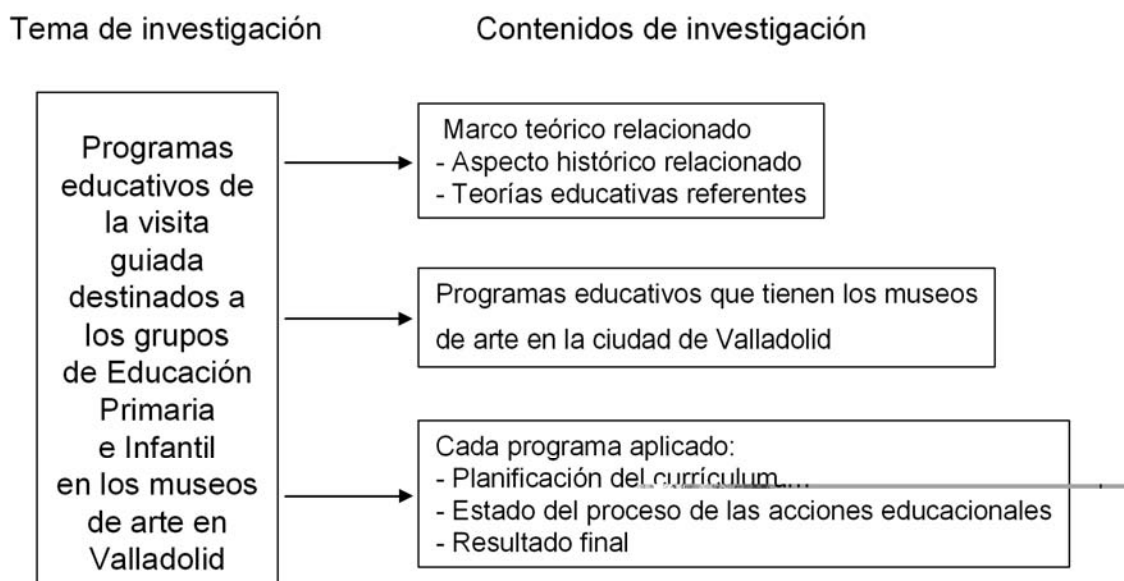 Tema de investigación
Contenidos de investigación
Programas
educativos de
la visita
guiada
destinados a
los grupos
de Educación
Primaria
e Infantil
en los museos
de arte en
Valladolid
Marco teórico relacionado
- Aspecto histórico relacionado
- Teorías educativas referentes
Programas educativos que tienen los museos
de arte en la ciudad de Valladolid
Cada programa aplicado:
- Planificación del currículum
- Estado del proceso de las acciones educacionales
- Resultado final